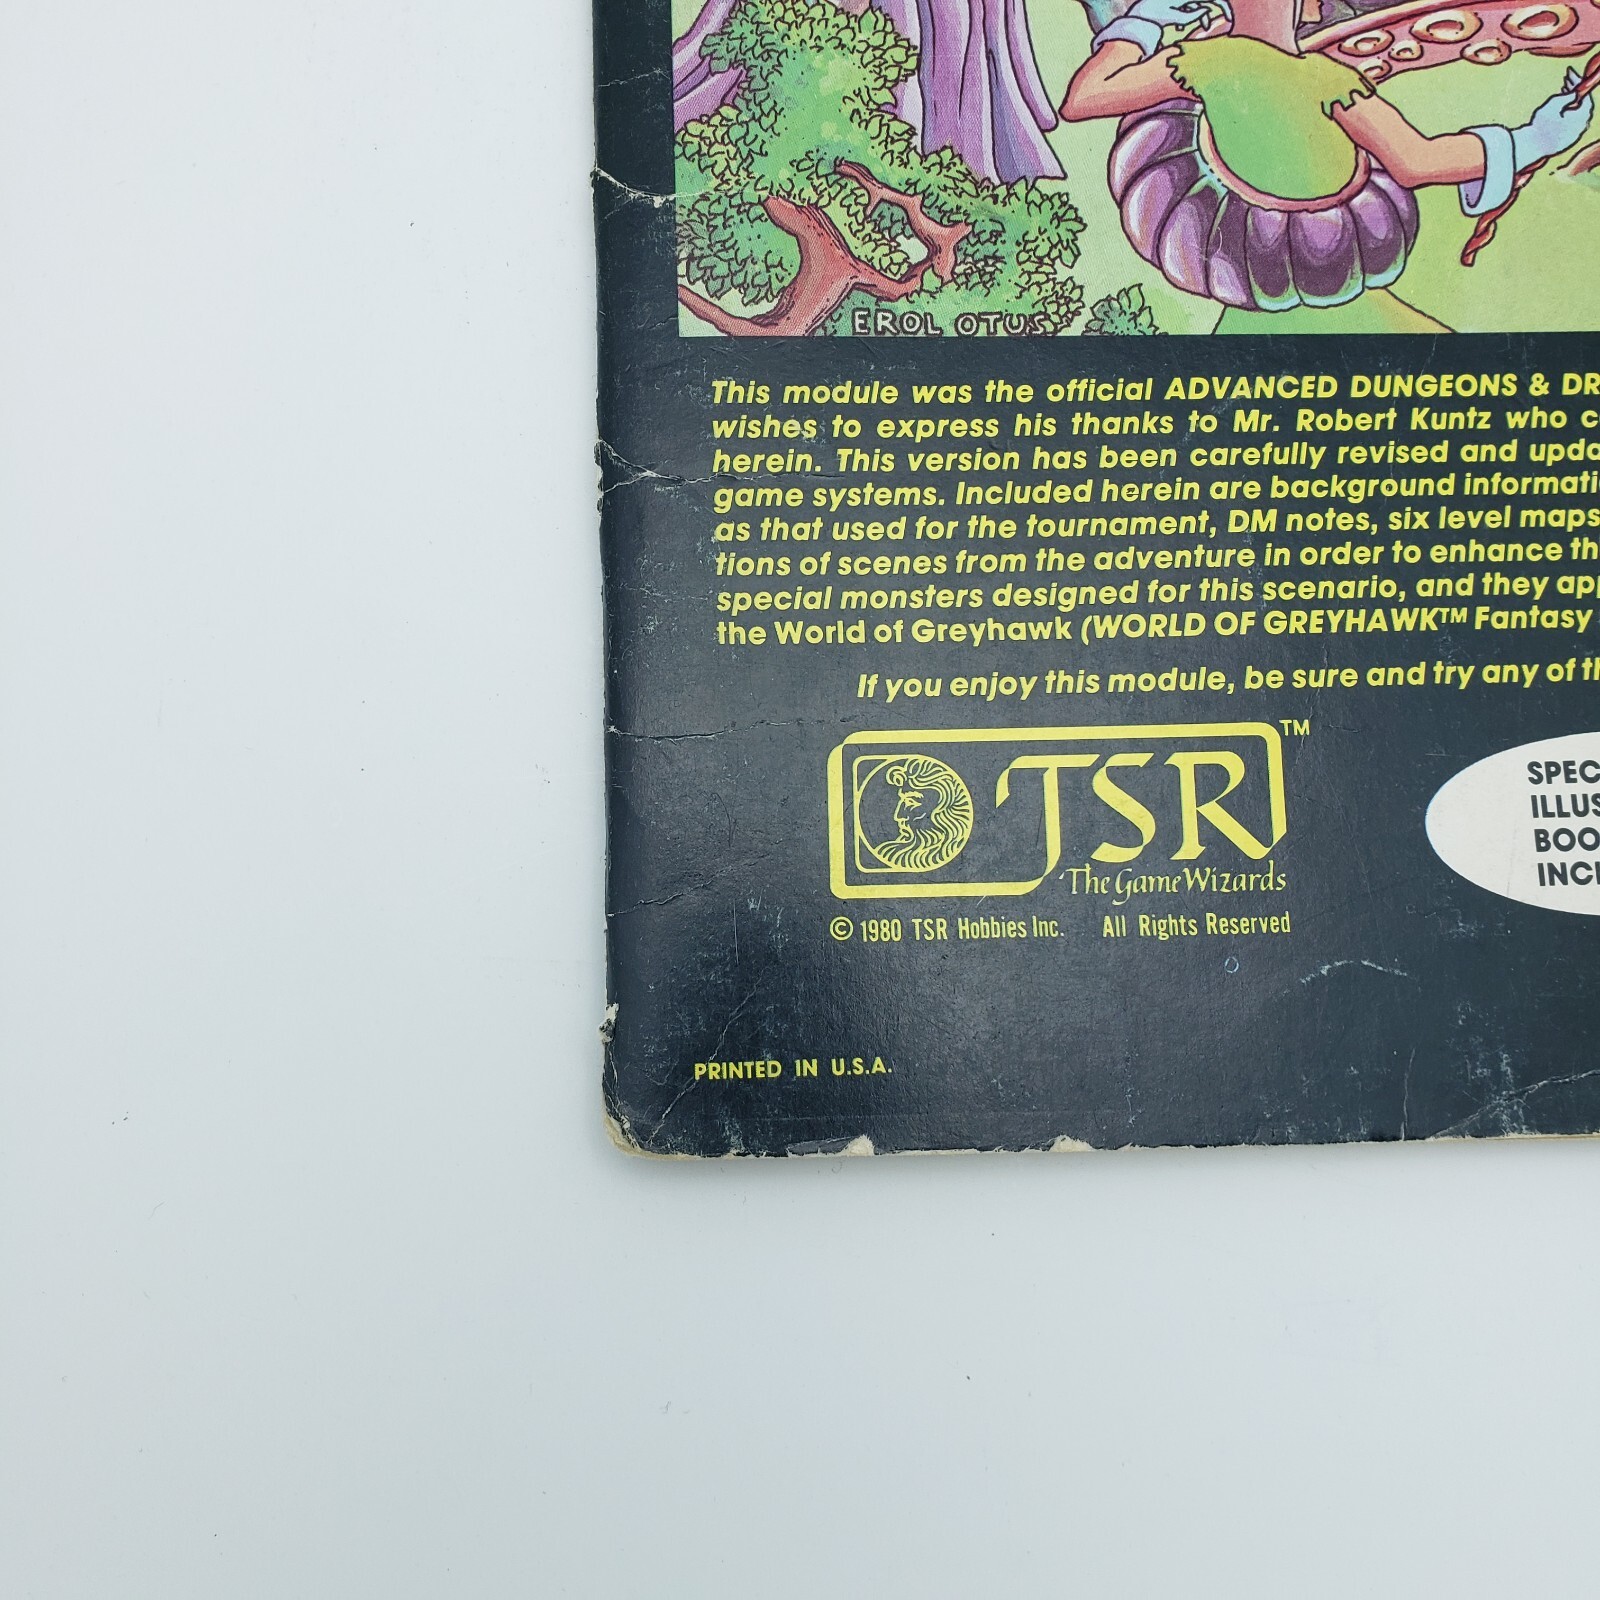 EROL OTUS
This module was the official ADVANCED DUNGEONS & DR
wishes to express his thanks to Mr. Robert Kuntz who c
herein. This version has been carefully revised and upda
game systems. Included herein are background informati
as that used for the tournament, DM notes, six level maps
tions of scenes from the adventure in order to enhance th
special monsters designed for this scenario, and they app
the World of Greyhawk (WORLD OF GREYHAWK™ Fantasy
If you enjoy this module, be sure and try any of th
TSR™
The Game Wizards
© 1980 TSR Hobbies Inc. All Rights Reserved
SPEC
ILLUS
BOO
INCL
PRINTED IN U.S.A.